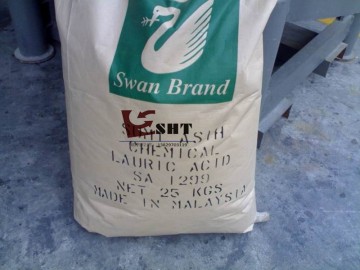 Swan Brand
SHT
CHEMICAL
LAURIC ACID
SA 1299
NET 25 KGS
MADE IN MALAYSIA